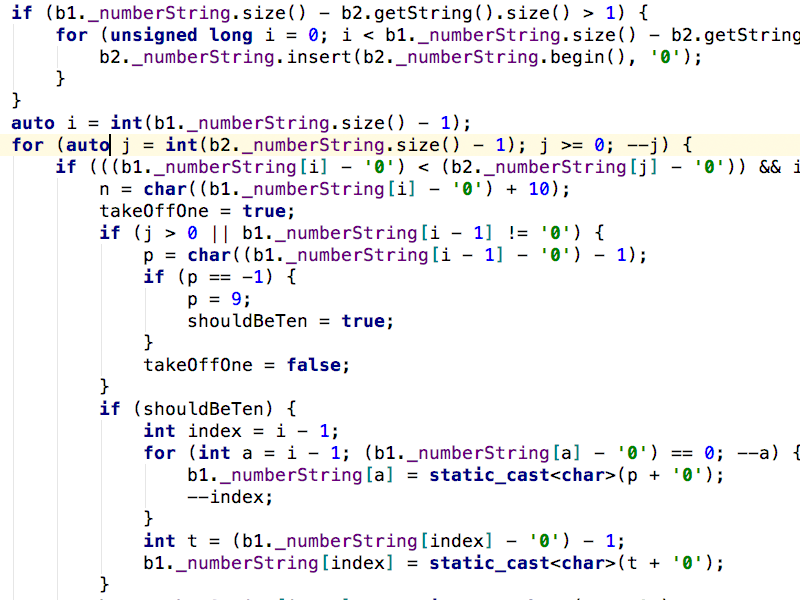 if (b1._numberString.size() - b2.getString().size() > 1) {
for (unsigned long i = 0; i < b1._numberString.size() - b2.getString
b2._numberString.insert(b2._numberString.begin(), '0');
}
}
auto i = int(b1._numberString.size() - 1);
for (auto j = int(b2._numberString.size() - 1); j >= 0; --j) {
if (((b1._numberString[i] - '0') < (b2._numberString[j] - '0')) && i
n = char((b1._numberString[i] - '0') + 10);
takeOffOne = true;
if (j > 0 || b1._numberString[i - 1] != '0') {
p = char((b1._numberString[i - 1] - '0') - 1);
if (p == -1) {
p = 9;
shouldBeTen = true;
}
takeOffOne = false;
}
if (shouldBeTen) {
int index = i - 1;
for (int a = i - 1; (b1._numberString[a] - '0') == 0; --a) {
b1._numberString[a] = static_cast<char>(p + '0');
--index;
}
int t = (b1._numberString[index] - '0') - 1;
b1._numberString[index] = static_cast<char>(t + '0');
}